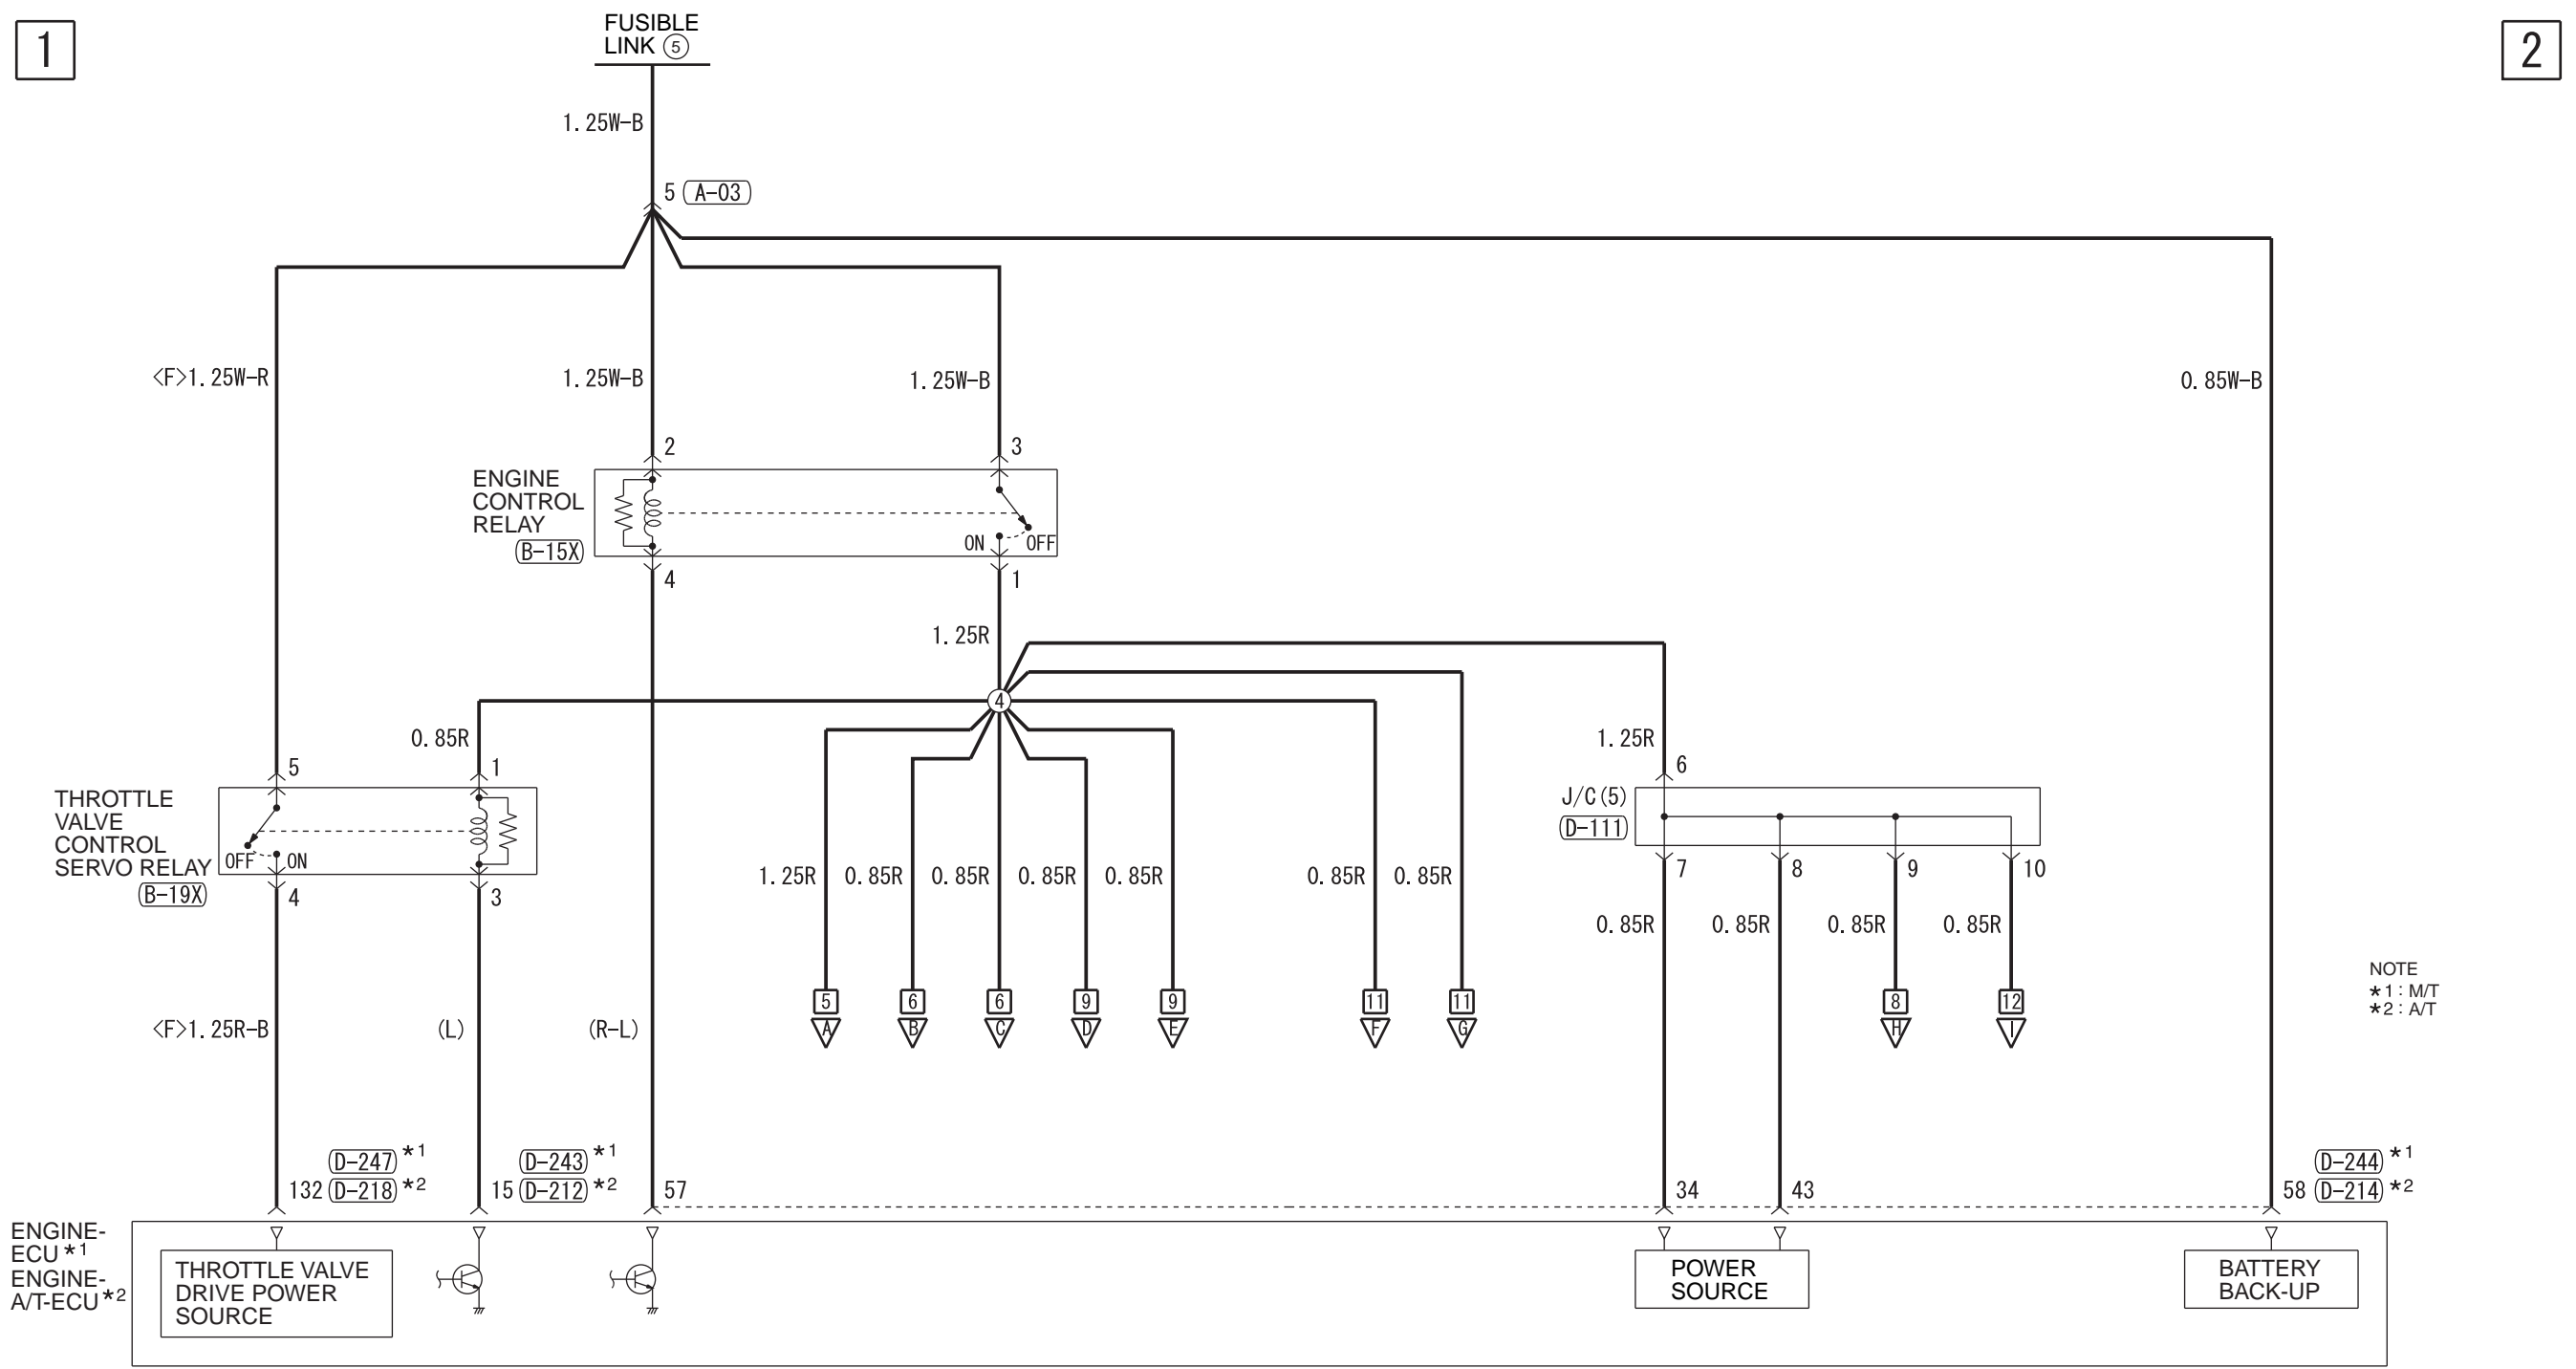 1
2
FUSIBLE
LINK ⑤
1.25W-B
5 A-03
<F>1.25W-R
1.25W-B
1.25W-B
0.85W-B
2
3
ENGINE
CONTROL
RELAY
B-15X
ON
OFF
4
1
1.25R
4
0.85R
1.25R
5
1
6
THROTTLE
VALVE
CONTROL
SERVO RELAY
B-19X
OFF
ON
J/C(5)
D-111
4
3
7
8
9
10
1.25R
0.85R
0.85R
0.85R
0.85R
0.85R
0.85R
0.85R
0.85R
0.85R
0.85R
<F>1.25R-B
(L)
(R-L)
5
6
6
9
9
11
11
8
12
A
B
C
D
E
F
G
H
I
NOTE
*1: M/T
*2: A/T
D-247 *1
132 D-218 *2
D-243 *1
15 D-212 *2
57
34
43
D-244 *1
58 D-214 *2
ENGINE-
ECU *1
ENGINE-
A/T-ECU *2
THROTTLE VALVE
DRIVE POWER
SOURCE
POWER
SOURCE
BATTERY
BACK-UP